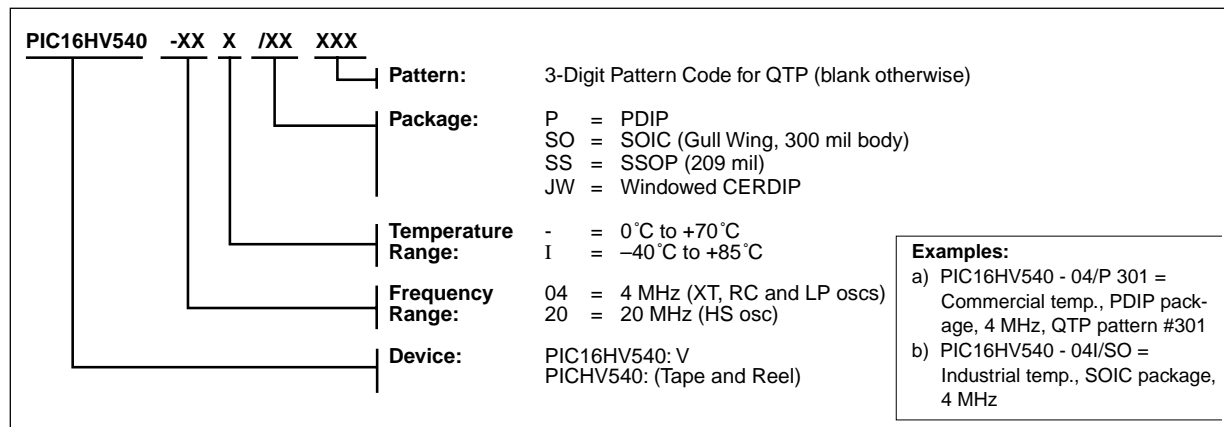 PIC16HV540 -XX X /XX XXX
Pattern: 3-Digit Pattern Code for QTP (blank otherwise)
Package: P = PDIP
SO = SOIC (Gull Wing, 300 mil body)
SS = SSOP (209 mil)
JW = Windowed CERDIP
Temperature - = 0˚C to +70˚C
Range: I = –40˚C to +85˚C
Frequency 04 = 4 MHz (XT, RC and LP oscs)
Range: 20 = 20 MHz (HS osc)
Device: PIC16HV540: V
PICHV540: (Tape and Reel)
Examples:
a) PIC16HV540 - 04/P 301 =
Commercial temp., PDIP pack-
age, 4 MHz, QTP pattern #301
b) PIC16HV540 - 04I/SO =
Industrial temp., SOIC package,
4 MHz